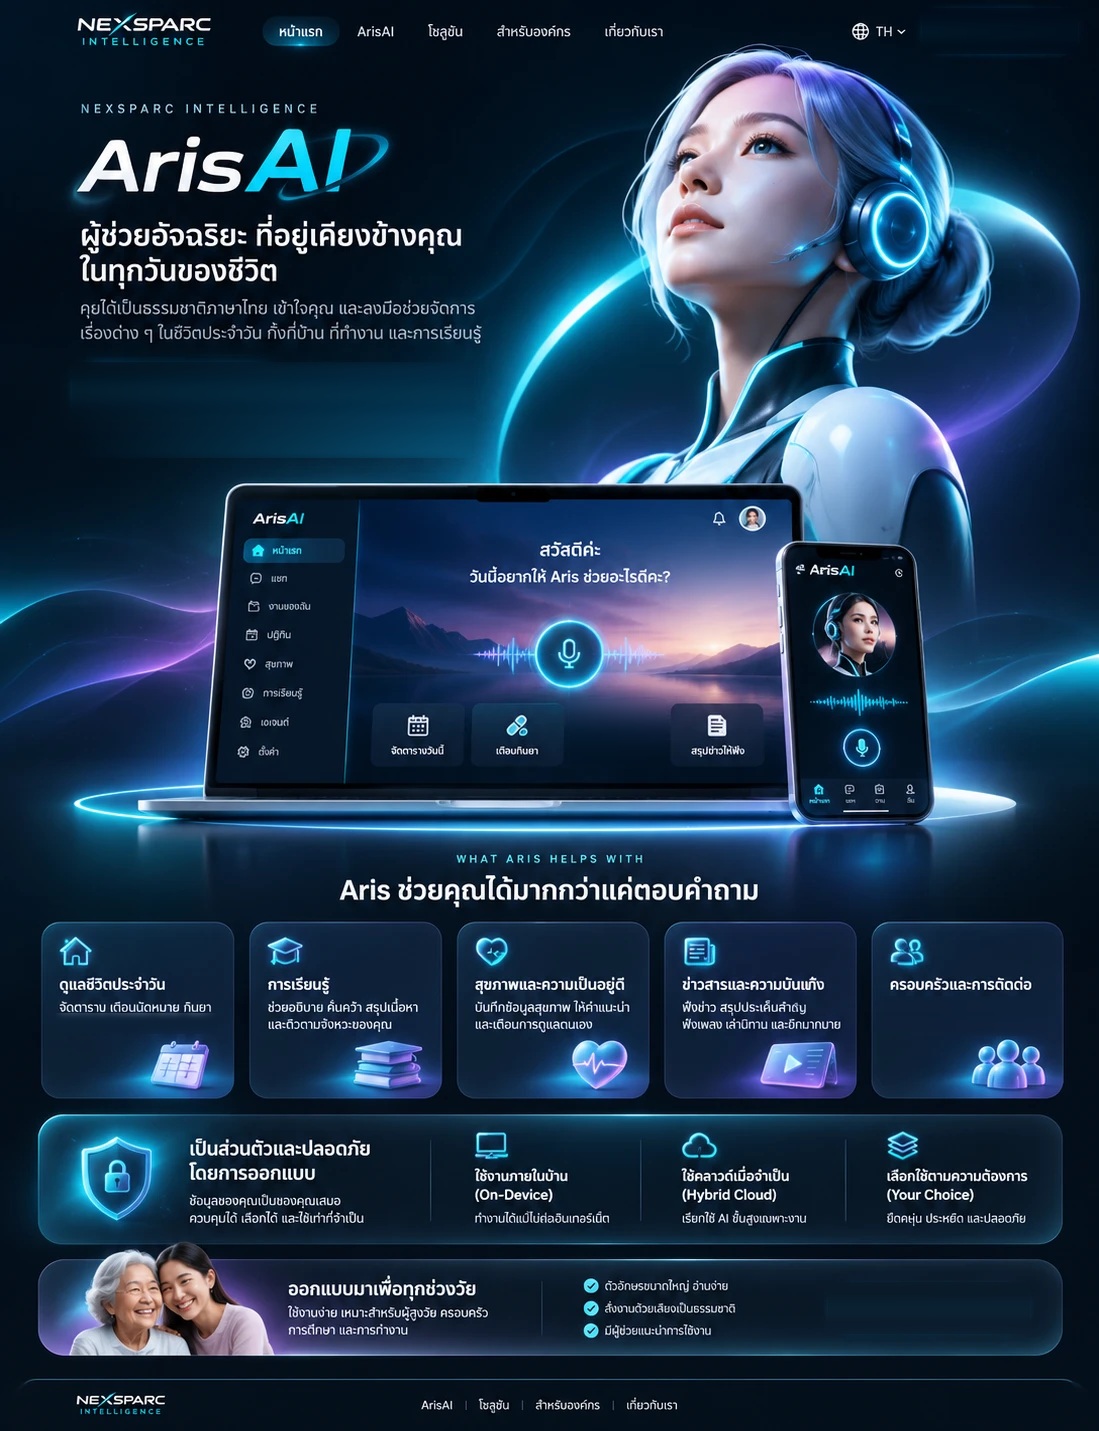 NEXSPARC
INTELLIGENCE
หน้าแรก
ArisAI
โซลูชัน
สำหรับองค์กร
เกี่ยวกับเรา
TH
NEXSPARC INTELLIGENCE
ArisAI
ผู้ช่วยอัจฉริยะ ที่อยู่เคียงข้างคุณ
ในทุกวันของชีวิต
คุยได้เป็นธรรมชาติภาษาไทย เข้าใจคุณ และลงมือช่วยจัดการ
เรื่องต่าง ๆ ในชีวิตประจำวัน ทั้งที่บ้าน ที่ทำงาน และการเรียนรู้
ArisAI
หน้าแรก
แชท
งานของฉัน
ปฏิทิน
สุขภาพ
การเรียนรู้
เอเจนต์
สวัสดีค่ะ
วันนี้อยากให้ Aris ช่วยอะไรดีคะ?
จัดตารางวันนี้
เตือนกินยา
สรุปข่าวให้ฟัง
ArisAI
หน้าแรก
WHAT ARIS HELPS WITH
Aris ช่วยคุณได้มากกว่าแค่ตอบคำถาม
ดูแลชีวิตประจำวัน
จัดตาราง เตือนนัดหมาย กินยา
การเรียนรู้
ช่วยอธิบาย ค้นคว้า สรุปเนื้อหา
และติวตามจังหวะของคุณ
สุขภาพและความเป็นอยู่ดี
บันทึกข้อมูลสุขภาพ ให้คำแนะนำ
และเตือนการดูแลตนเอง
ข่าวสารและความบันเทิง
ฟังข่าว สรุปประเด็นสำคัญ
ฟังเพลง เล่านิทาน และอีกมากมาย
ครอบครัวและการติดต่อ
เป็นส่วนตัวและปลอดภัย
โดยการออกแบบ
ข้อมูลของคุณเป็นของคุณเสมอ
ควบคุมได้ เลือกได้ และใช้เท่าที่จำเป็น
ใช้งานภายในบ้าน
(On-Device)
ทำงานได้แม้ไม่ต่ออินเทอร์เน็ต
ใช้คลาวด์เมื่อจำเป็น
(Hybrid Cloud)
เรียกใช้ AI ขั้นสูงเฉพาะงาน
เลือกใช้ตามความต้องการ
(Your Choice)
ยืดหยุ่น ประหยัด และปลอดภัย
ออกแบบมาเพื่อทุกช่วงวัย
ใช้งานง่าย เหมาะสำหรับผู้สูงวัย ครอบครัว
การศึกษา และการทำงาน
ตัวอักษรขนาดใหญ่ อ่านง่าย
สั่งงานด้วยเสียงเป็นธรรมชาติ
มีผู้ช่วยแนะนำการใช้งาน
NEXSPARC
INTELLIGENCE
ArisAI | โซลูชัน | สำหรับองค์กร | เกี่ยวกับเรา